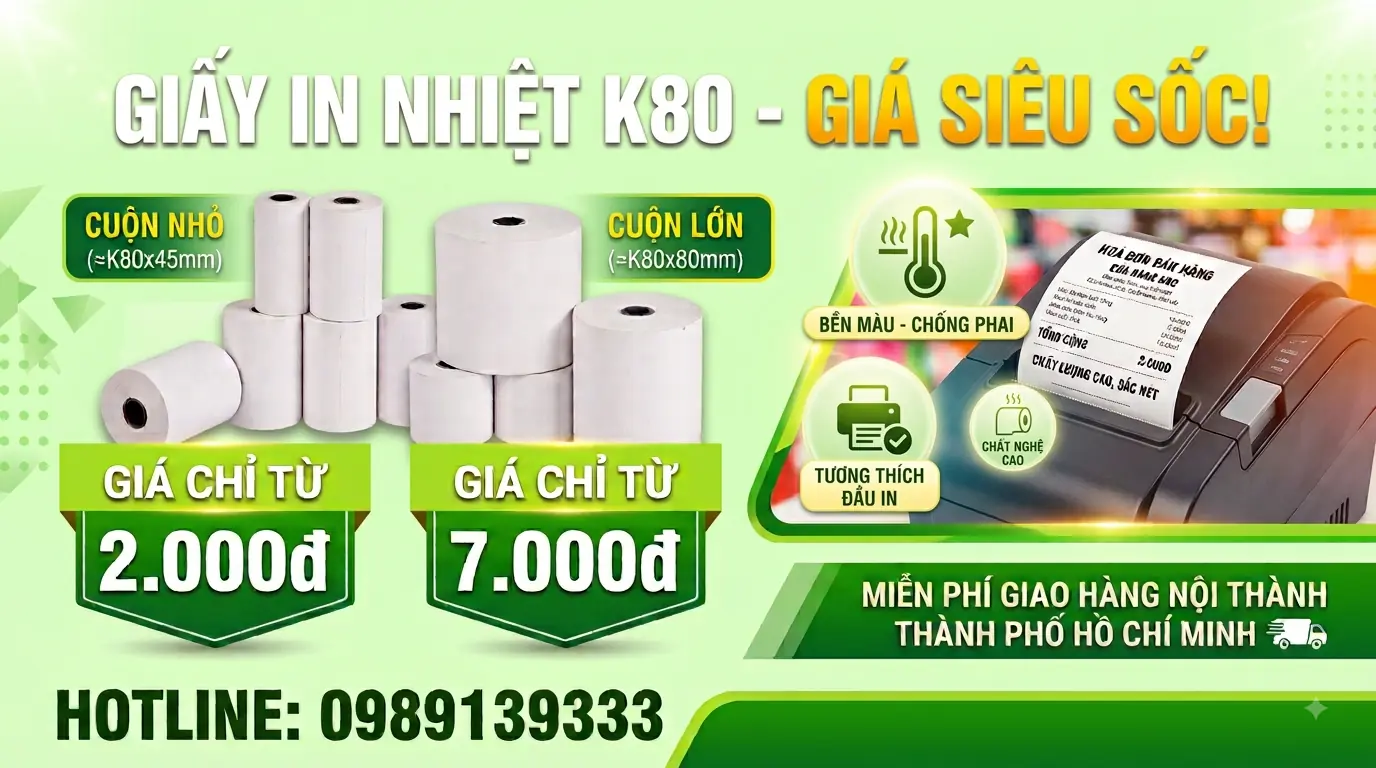 GIẤY IN NHIỆT K80 - GIÁ SIÊU SỐC!
CUỘN NHỎ
(≈K80x45mm)
CUỘN LỚN
(≈K80x80mm)
GIÁ CHỈ TỪ
2.000đ
GIÁ CHỈ TỪ
7.000đ
BỀN MÀU - CHỐNG PHAI
TƯƠNG THÍCH
ĐẦU IN
CHẤT NGHỆ
CAO
TỔNG CỘNG
MIỄN PHÍ GIAO HÀNG NỘI THÀNH
THÀNH PHỐ HỒ CHÍ MINH
HOTLINE: 0989139333